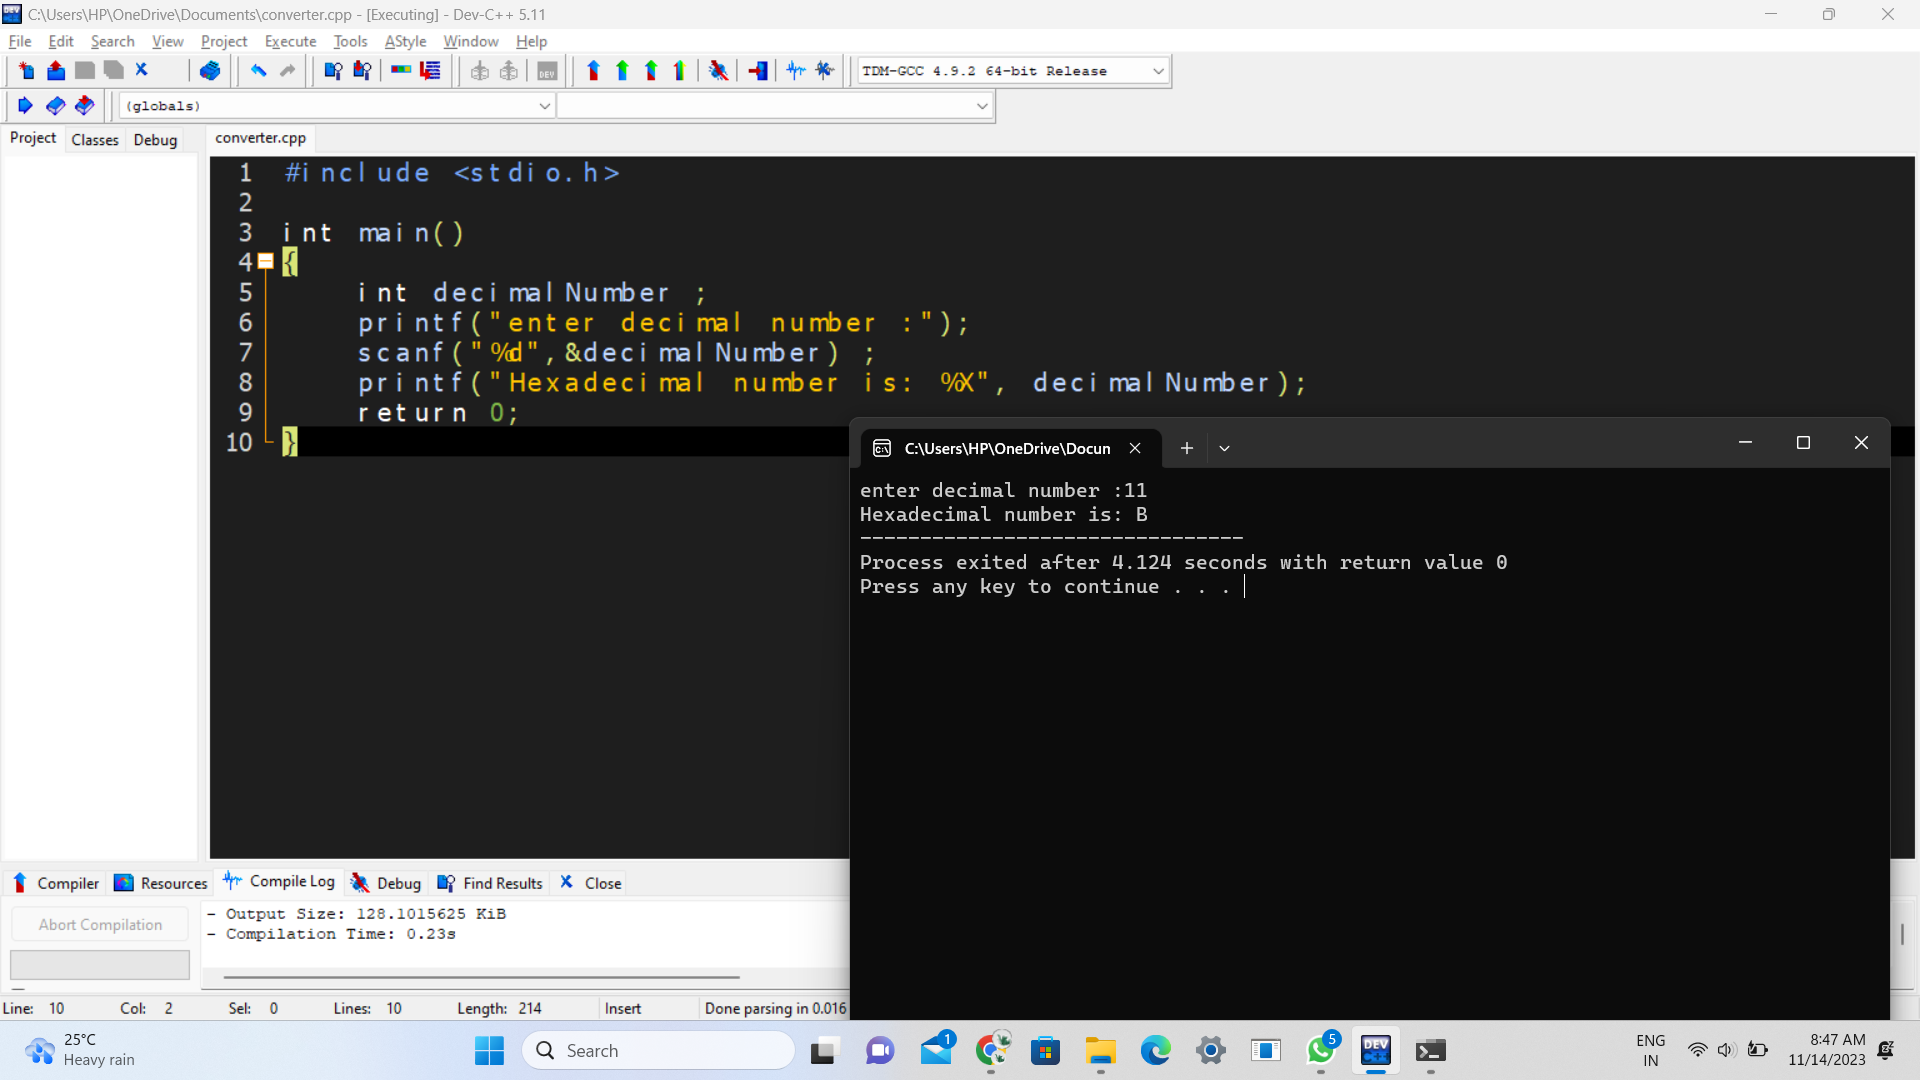 C:\Users\HP\OneDrive\Documents\converter.cpp - [Executing] - Dev-C++ 5.11
File Edit Search View Project Execute Tools AStyle Window Help
TDM-GCC 4.9.2 64-bit Release
(globals)
Project Classes Debug
converter.cpp
1 #include <stdio.h>
2
3 int main()
4 {
5 int decimalNumber ;
6 printf("enter decimal number :");
7 scanf("%d",&decimalNumber) ;
8 printf("Hexadecimal number is: %X", decimalNumber);
9 return 0;
10 }
C:\Users\HP\OneDrive\Docun
enter decimal number :11
Hexadecimal number is: B
--------------------------------
Process exited after 4.124 seconds with return value 0
Press any key to continue . . .
Compiler Resources Compile Log Debug Find Results Close
Abort Compilation
- Output Size: 128.1015625 KiB
- Compilation Time: 0.23s
Line: 10 Col: 2 Sel: 0 Lines: 10 Length: 214 Insert Done parsing in 0.016
25°C
Heavy rain
Search
1
5
DEV C++
ENG
IN
8:47 AM
11/14/2023